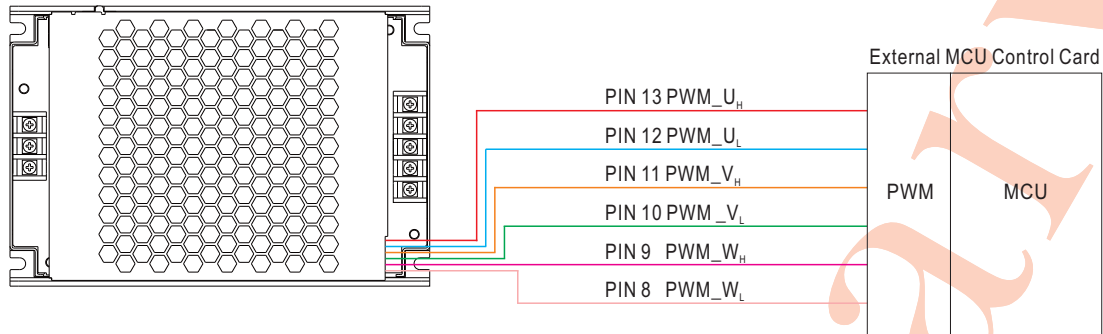 External MCU Control Card
PIN 13 PWM_UH
PIN 12 PWM_UL
PIN 11 PWM_VH
PWM MCU
PIN 10 PWM _VL
PIN 9 PWM_WH
PIN 8 PWM_WL